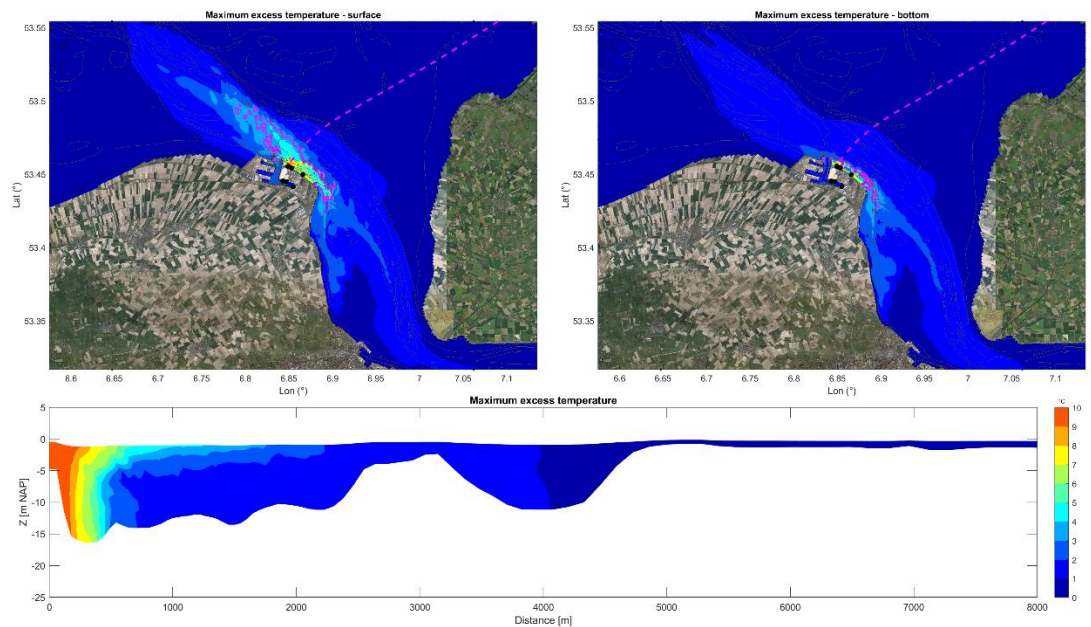 Maximum excess temperature - surface
Maximum excess temperature - bottom
53.55
53.5
53.45
53.4
53.35
Lat (°)
6.6 6.65 6.7 6.75 6.8 6.85 6.9 6.95 7 7.05 7.1
Lon (°)
53.55
53.5
53.45
53.4
53.35
Lat (°)
6.6 6.65 6.7 6.75 6.8 6.85 6.9 6.95 7 7.05 7.1
Lon (°)
Maximum excess temperature
5
0
-5
-10
-15
-20
-25
Z [m NAP]
0 1000 2000 3000 4000 5000 6000 7000 8000
Distance [m]
°C
10
9
8
7
6
5
4
3
2
1
0